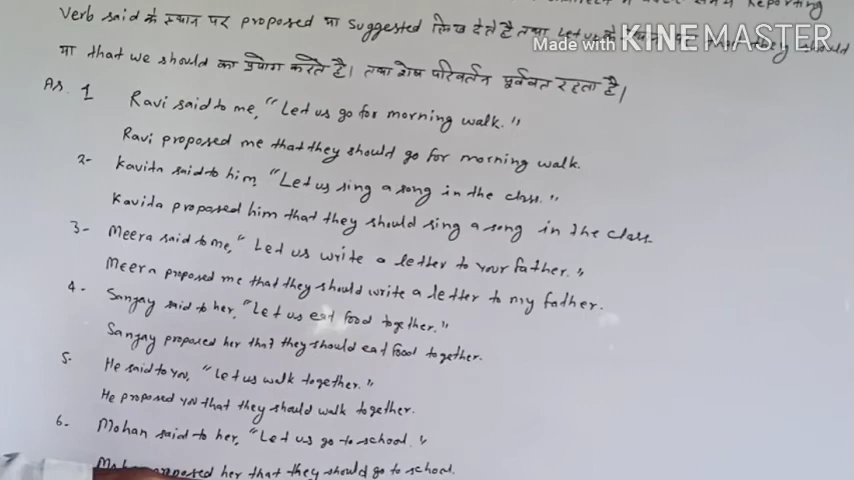 Reporting
Verb said के स्थान पर proposed या suggested लिख देते है तथा Let us that they should
Made with KINEMASTER
या that we should का प्रयोग करते है। तथा शेष परिवर्तन पूर्ववत रहता है।
As. 1 Ravi said to me, "Let us go for morning walk."
Ravi proposed me that they should go for morning walk.
2- Kavita said to him, "Let us sing a song in the class."
Kavita proposed him that they should sing a song in the class.
3- Meera said to me, "Let us write a letter to your father."
Meera proposed me that they should write a letter to my father.
4- Sanjay said to her, "Let us eat food together."
Sanjay proposed her that they should eat food together.
5. He said to you, "Let us walk together."
He proposed you that they should walk together.
6- Mohan said to her, "Let us go to school."
proposed her that they should go to school.